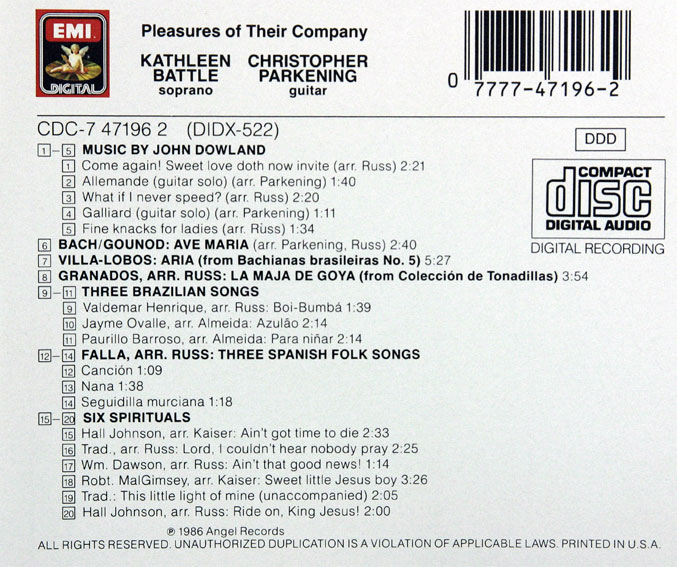 EMI
DIGITAL
Pleasures of Their Company
KATHLEEN BATTLE
soprano
CHRISTOPHER PARKENING
guitar
0 7777-47196-2
CDC-7 47196 2 (DIDX-522)
DDD
COMPACT
disc
DIGITAL AUDIO
DIGITAL RECORDING
1–5 MUSIC BY JOHN DOWLAND
1 Come again! Sweet love doth now invite (arr. Russ) 2:21
2 Allemande (guitar solo) (arr. Parkening) 1:40
3 What if I never speed? (arr. Russ) 2:20
4 Galliard (guitar solo) (arr. Parkening) 1:11
5 Fine knacks for ladies (arr. Russ) 1:34
6 BACH/GOUNOD: AVE MARIA (arr. Parkening, Russ) 2:40
7 VILLA-LOBOS: ARIA (from Bachianas brasileiras No. 5) 5:27
8 GRANADOS, ARR. RUSS: LA MAJA DE GOYA (from Colección de Tonadillas) 3:54
9–11 THREE BRAZILIAN SONGS
9 Valdemar Henrique, arr. Russ: Boi-Bumbá 1:39
10 Jayme Ovalle, arr. Almeida: Azulão 2:14
11 Paurillo Barroso, arr. Almeida: Para niñar 2:14
12–14 FALLA, ARR. RUSS: THREE SPANISH FOLK SONGS
12 Canción 1:09
13 Nana 1:38
14 Seguidilla murciana 1:18
15–20 SIX SPIRITUALS
15 Hall Johnson, arr. Kaiser: Ain't got time to die 2:33
16 Trad., arr. Russ: Lord, I couldn't hear nobody pray 2:25
17 Wm. Dawson, arr. Russ: Ain't that good news! 1:14
18 Robt. MalGimsey, arr. Kaiser: Sweet little Jesus boy 3:26
19 Trad.: This little light of mine (unaccompanied) 2:05
20 Hall Johnson, arr. Russ: Ride on, King Jesus! 2:00
℗ 1986 Angel Records
ALL RIGHTS RESERVED. UNAUTHORIZED DUPLICATION IS A VIOLATION OF APPLICABLE LAWS. PRINTED IN U.S.A.